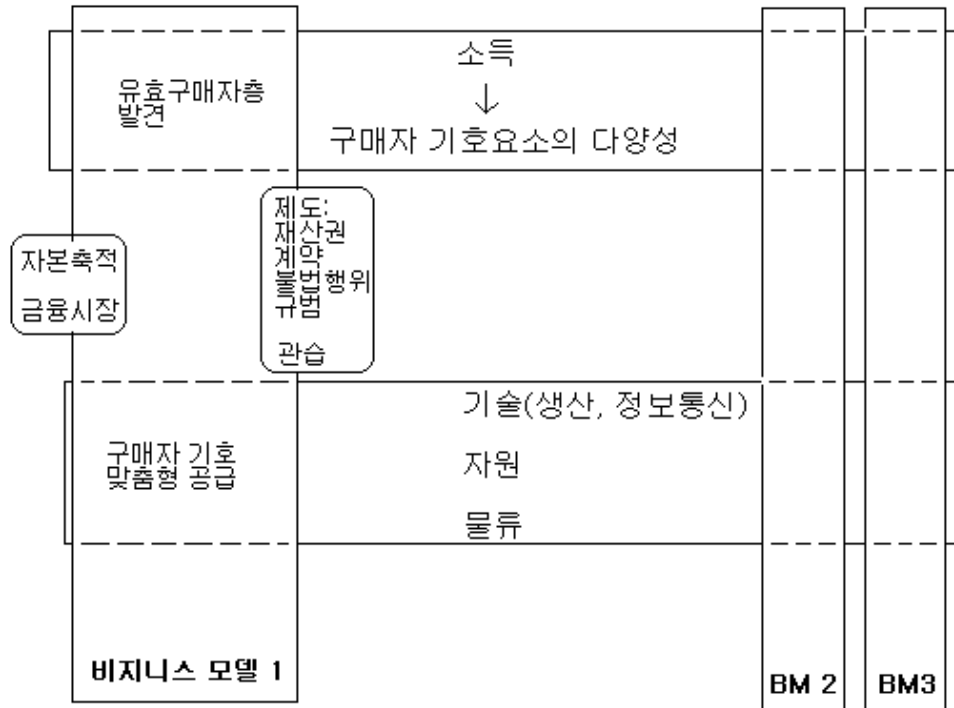 소득
↓
유효구매자층
발견
구매자 기호요소의 다양성
제도:
재산권
계약
불법행위
규범
관습
자본축적
금융시장
기술(생산, 정보통신)
구매자 기호
맞춤형 공급
자원
물류
비지니스 모델 1
BM 2
BM3